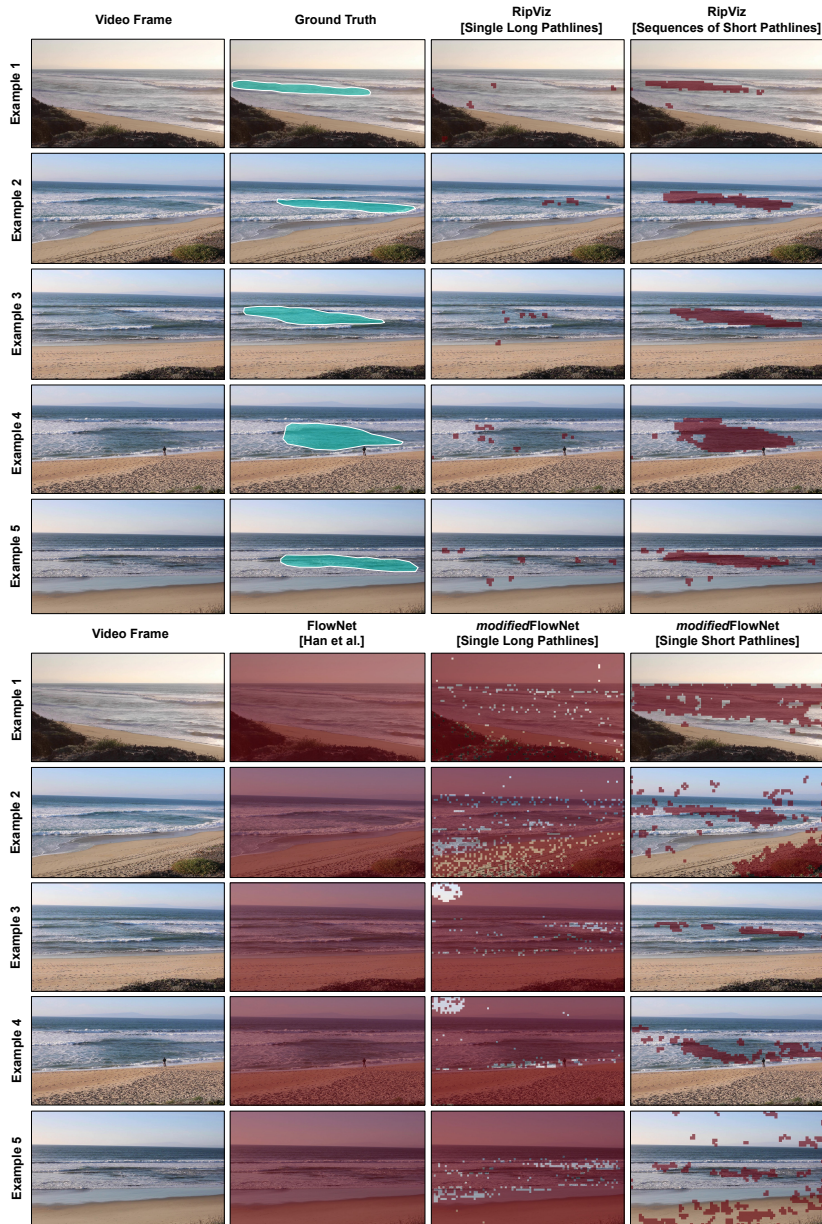 Video Frame
Ground Truth
RipViz
[Single Long Pathlines]
RipViz
[Sequences of Short Pathlines]
Example 1
Example 2
Example 3
Example 4
Example 5
Video Frame
FlowNet
[Han et al.]
modifiedFlowNet
[Single Long Pathlines]
modifiedFlowNet
[Single Short Pathlines]
Example 1
Example 2
Example 3
Example 4
Example 5